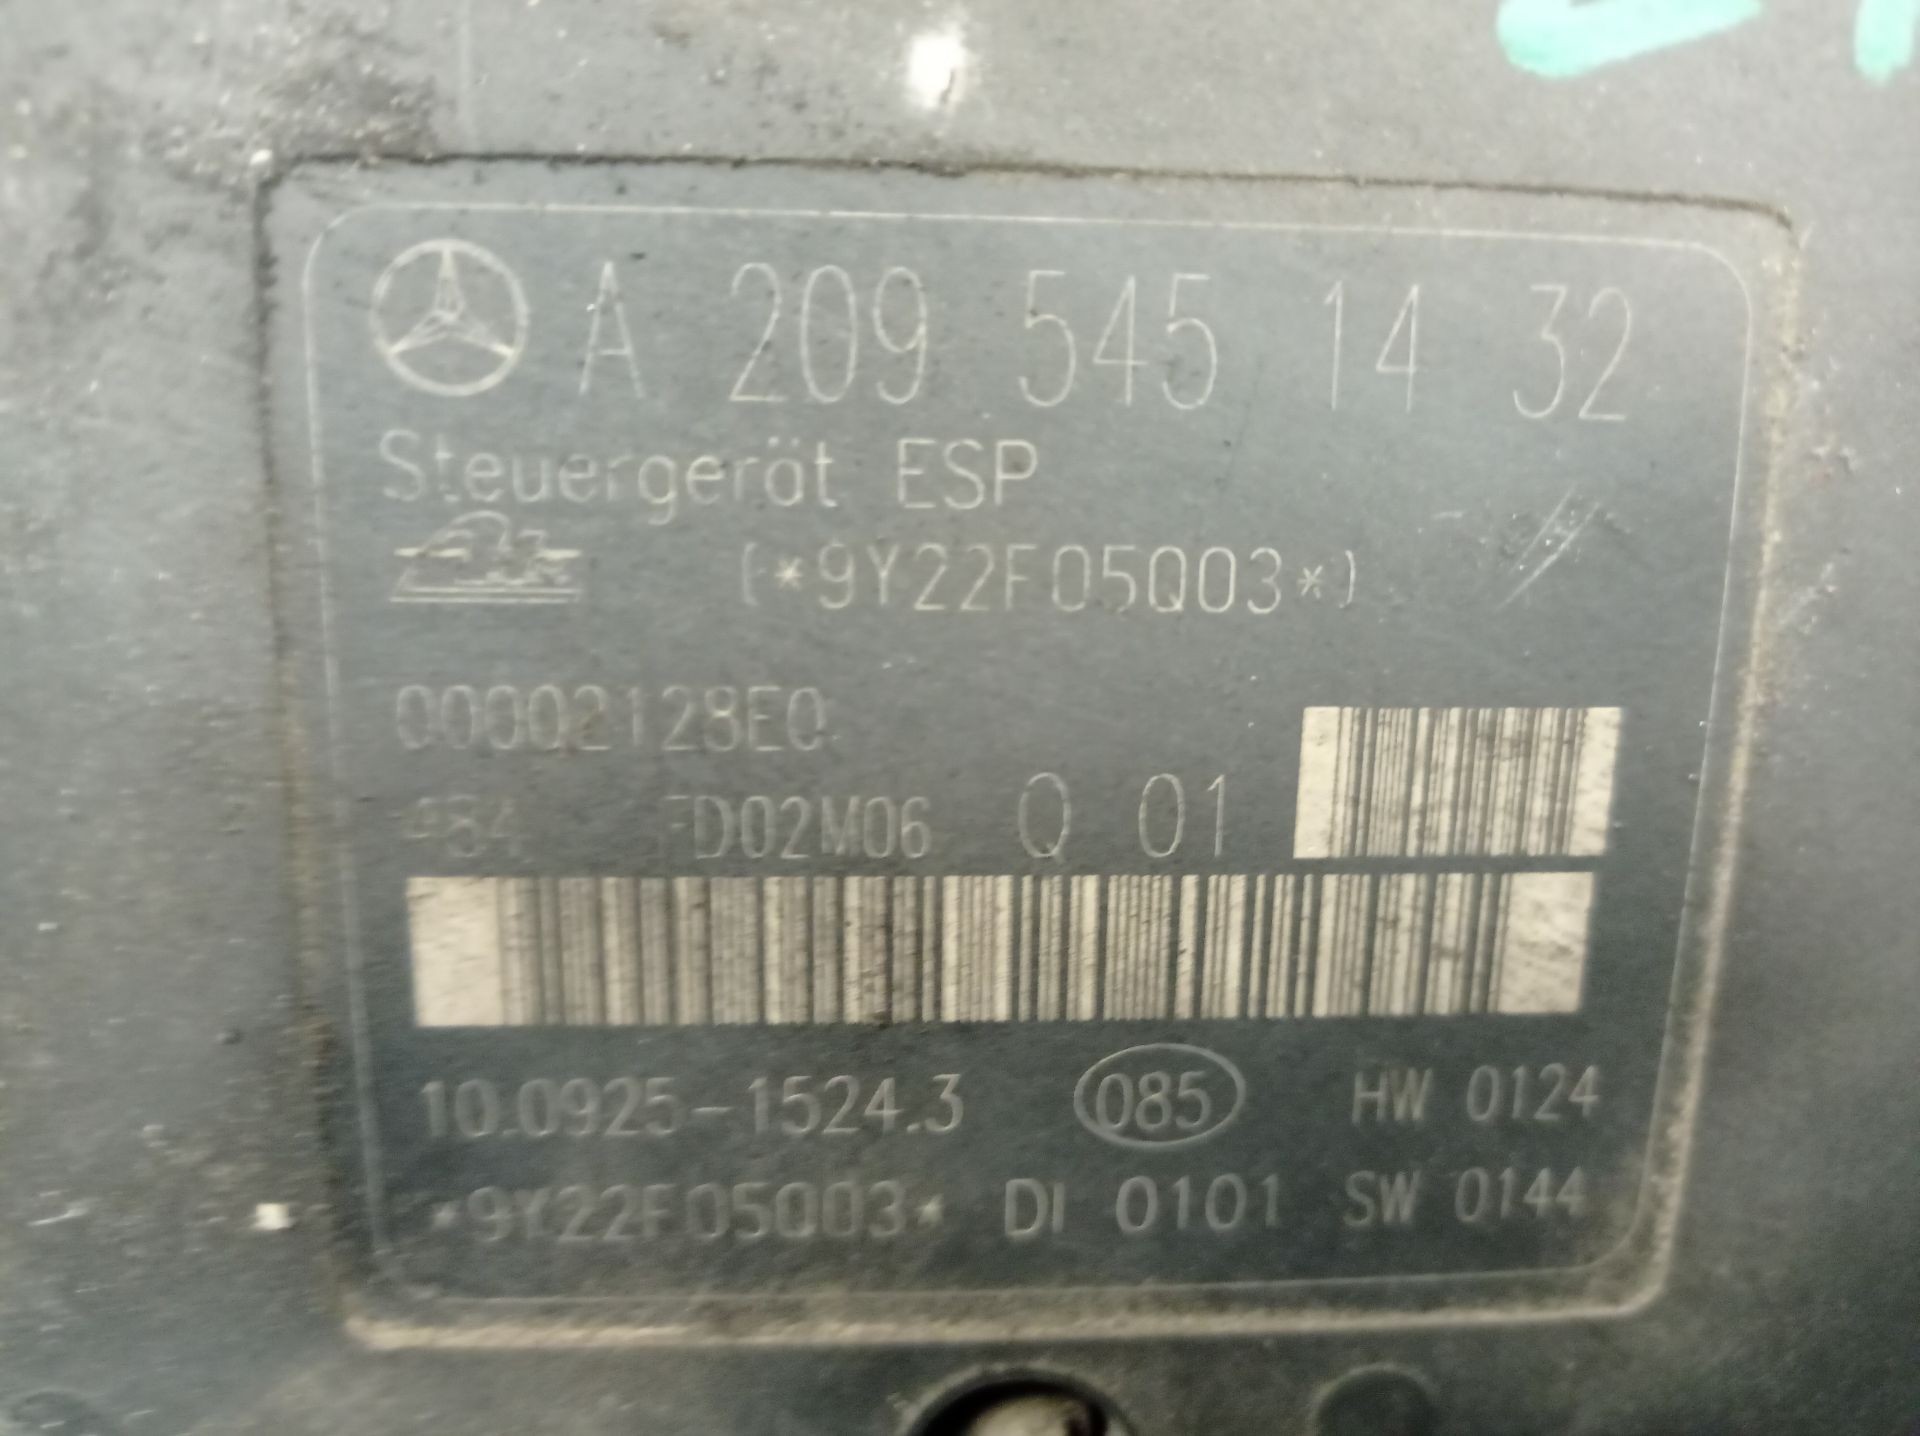 A 209 545 14 32
Steuergerät ESP
(*9Y22F05Q03*)
00002128E0
FD02M06 Q 01
10.0925-1524.3 085 HW 0124
*9Y22F05Q03* DI 0101 SW 0144